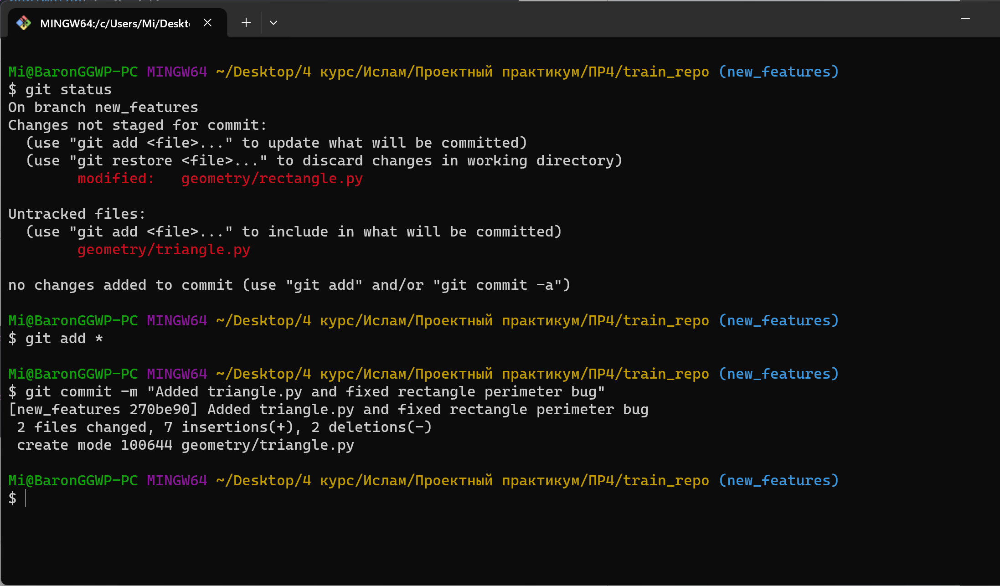 MINGW64:/c/Users/Mi/Deskt
Mi@BaronGGWP-PC MINGW64 ~/Desktop/4 курс/Ислам/Проектный практикум/ПР4/train_repo (new_features)
$ git status
On branch new_features
Changes not staged for commit:
  (use "git add <file>..." to update what will be committed)
  (use "git restore <file>..." to discard changes in working directory)
        modified:   geometry/rectangle.py
Untracked files:
  (use "git add <file>..." to include in what will be committed)
        geometry/triangle.py
no changes added to commit (use "git add" and/or "git commit -a")
Mi@BaronGGWP-PC MINGW64 ~/Desktop/4 курс/Ислам/Проектный практикум/ПР4/train_repo (new_features)
$ git add *
Mi@BaronGGWP-PC MINGW64 ~/Desktop/4 курс/Ислам/Проектный практикум/ПР4/train_repo (new_features)
$ git commit -m "Added triangle.py and fixed rectangle perimeter bug"
[new_features 270be90] Added triangle.py and fixed rectangle perimeter bug
 2 files changed, 7 insertions(+), 2 deletions(-)
 create mode 100644 geometry/triangle.py
Mi@BaronGGWP-PC MINGW64 ~/Desktop/4 курс/Ислам/Проектный практикум/ПР4/train_repo (new_features)
$